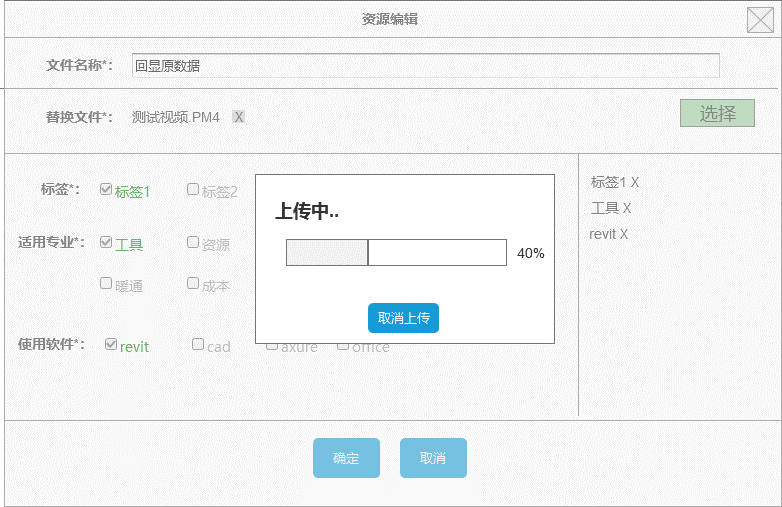 资源编辑
文件名称*： 回显原数据
替换文件*： 测试视频.PM4 X 选择
标签*： 标签1 标签2
标签1 X
上传中..
工具 X
适用专业*： 工具 资源
revit X
40%
暖通 成本
取消上传
使用软件*： revit cad axure office
确定 取消